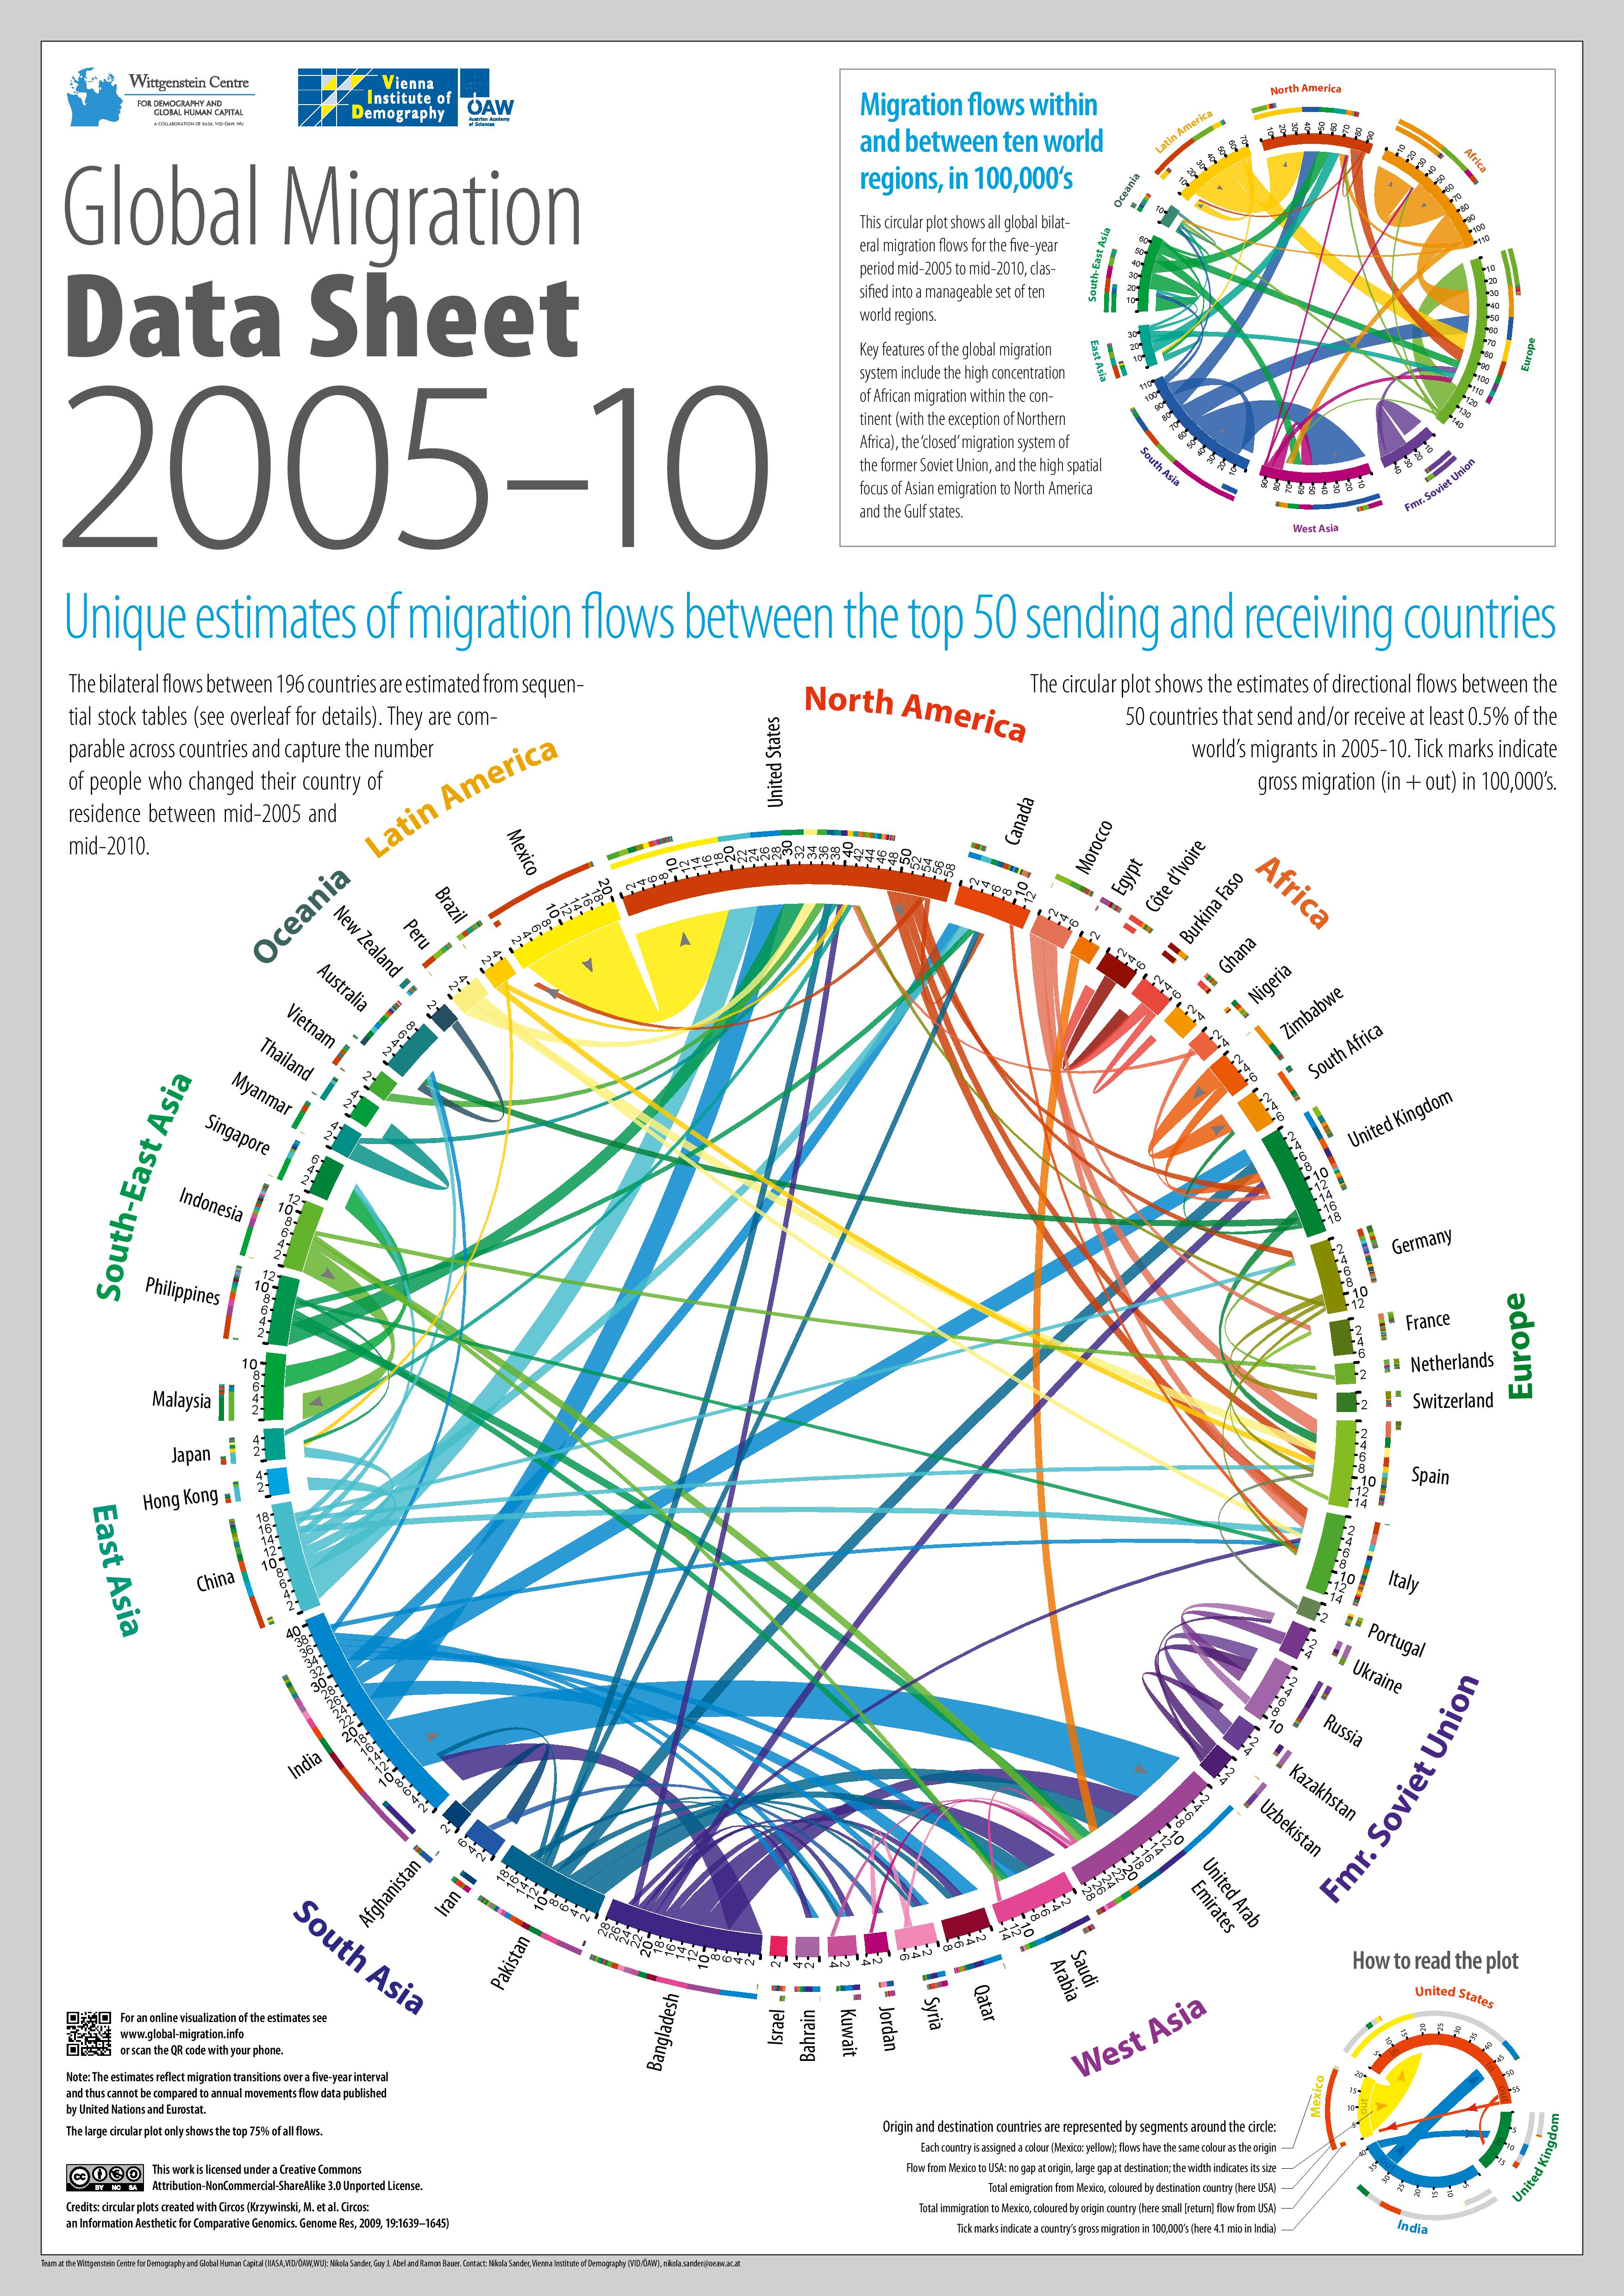 Wittgenstein Centre
FOR DEMOGRAPHY AND
GLOBAL HUMAN CAPITAL
A COLLABORATION OF IIASA, VID/ÖAW, WU
Vienna
Institute of
Demography
ÖAW
Austrian Academy
of Sciences
Global Migration
Data Sheet
2005–10
Migration flows within
and between ten world
regions, in 100,000‘s
This circular plot shows all global bilat-
eral migration flows for the five-year
period mid-2005 to mid-2010, clas-
sified into a manageable set of ten
world regions.
Key features of the global migration
system include the high concentration
of African migration within the con-
tinent (with the exception of Northern
Africa), the ‘closed’ migration system of
the former Soviet Union, and the high spatial
focus of Asian emigration to North America
and the Gulf states.
North America
Africa
Europe
Fmr. Soviet Union
West Asia
South Asia
East Asia
South-East Asia
Oceania
Latin America
Unique estimates of migration flows between the top 50 sending and receiving countries
The bilateral flows between 196 countries are estimated from sequen-
tial stock tables (see overleaf for details). They are com-
parable across countries and capture the number
of people who changed their country of
residence between mid-2005 and
mid-2010.
The circular plot shows the estimates of directional flows between the
50 countries that send and/or receive at least 0.5% of the
world’s migrants in 2005-10. Tick marks indicate
gross migration (in + out) in 100,000’s.
North America
United States
Canada
Africa
Morocco
Egypt
Côte d’Ivoire
Burkina Faso
Ghana
Nigeria
Zimbabwe
South Africa
Europe
United Kingdom
Germany
France
Netherlands
Switzerland
Spain
Italy
Portugal
Fmr. Soviet Union
Ukraine
Russia
Kazakhstan
Uzbekistan
West Asia
United Arab
Emirates
Saudi
Arabia
Qatar
Syria
Jordan
Kuwait
Bahrain
Israel
South Asia
Bangladesh
Pakistan
Iran
Afghanistan
India
East Asia
China
Hong Kong
Japan
South-East Asia
Malaysia
Philippines
Indonesia
Singapore
Myanmar
Thailand
Vietnam
Oceania
Australia
New Zealand
Latin America
Peru
Brazil
Mexico
For an online visualization of the estimates see
www.global-migration.info
or scan the QR code with your phone.
Note: The estimates reflect migration transitions over a five-year interval
and thus cannot be compared to annual movements flow data published
by United Nations and Eurostat.
The large circular plot only shows the top 75% of all flows.
BY NC SA
This work is licensed under a Creative Commons
Attribution-NonCommercial-ShareAlike 3.0 Unported License.
Credits: circular plots created with Circos (Krzywinski, M. et al. Circos:
an Information Aesthetic for Comparative Genomics. Genome Res, 2009, 19:1639–1645)
How to read the plot
United States
Mexico
United Kingdom
India
Origin and destination countries are represented by segments around the circle:
Each country is assigned a colour (Mexico: yellow); flows have the same colour as the origin
Flow from Mexico to USA: no gap at origin, large gap at destination; the width indicates its size
Total emigration from Mexico, coloured by destination country (here USA)
Total immigration to Mexico, coloured by origin country (here small [return] flow from USA)
Tick marks indicate a country’s gross migration in 100,000’s (here 4.1 mio in India)
Team at the Wittgenstein Centre for Demography and Global Human Capital (IIASA,VID/ÖAW,WU): Nikola Sander, Guy J. Abel and Ramon Bauer. Contact: Nikola Sander, Vienna Institute of Demography (VID/ÖAW), nikola.sander@oeaw.ac.at